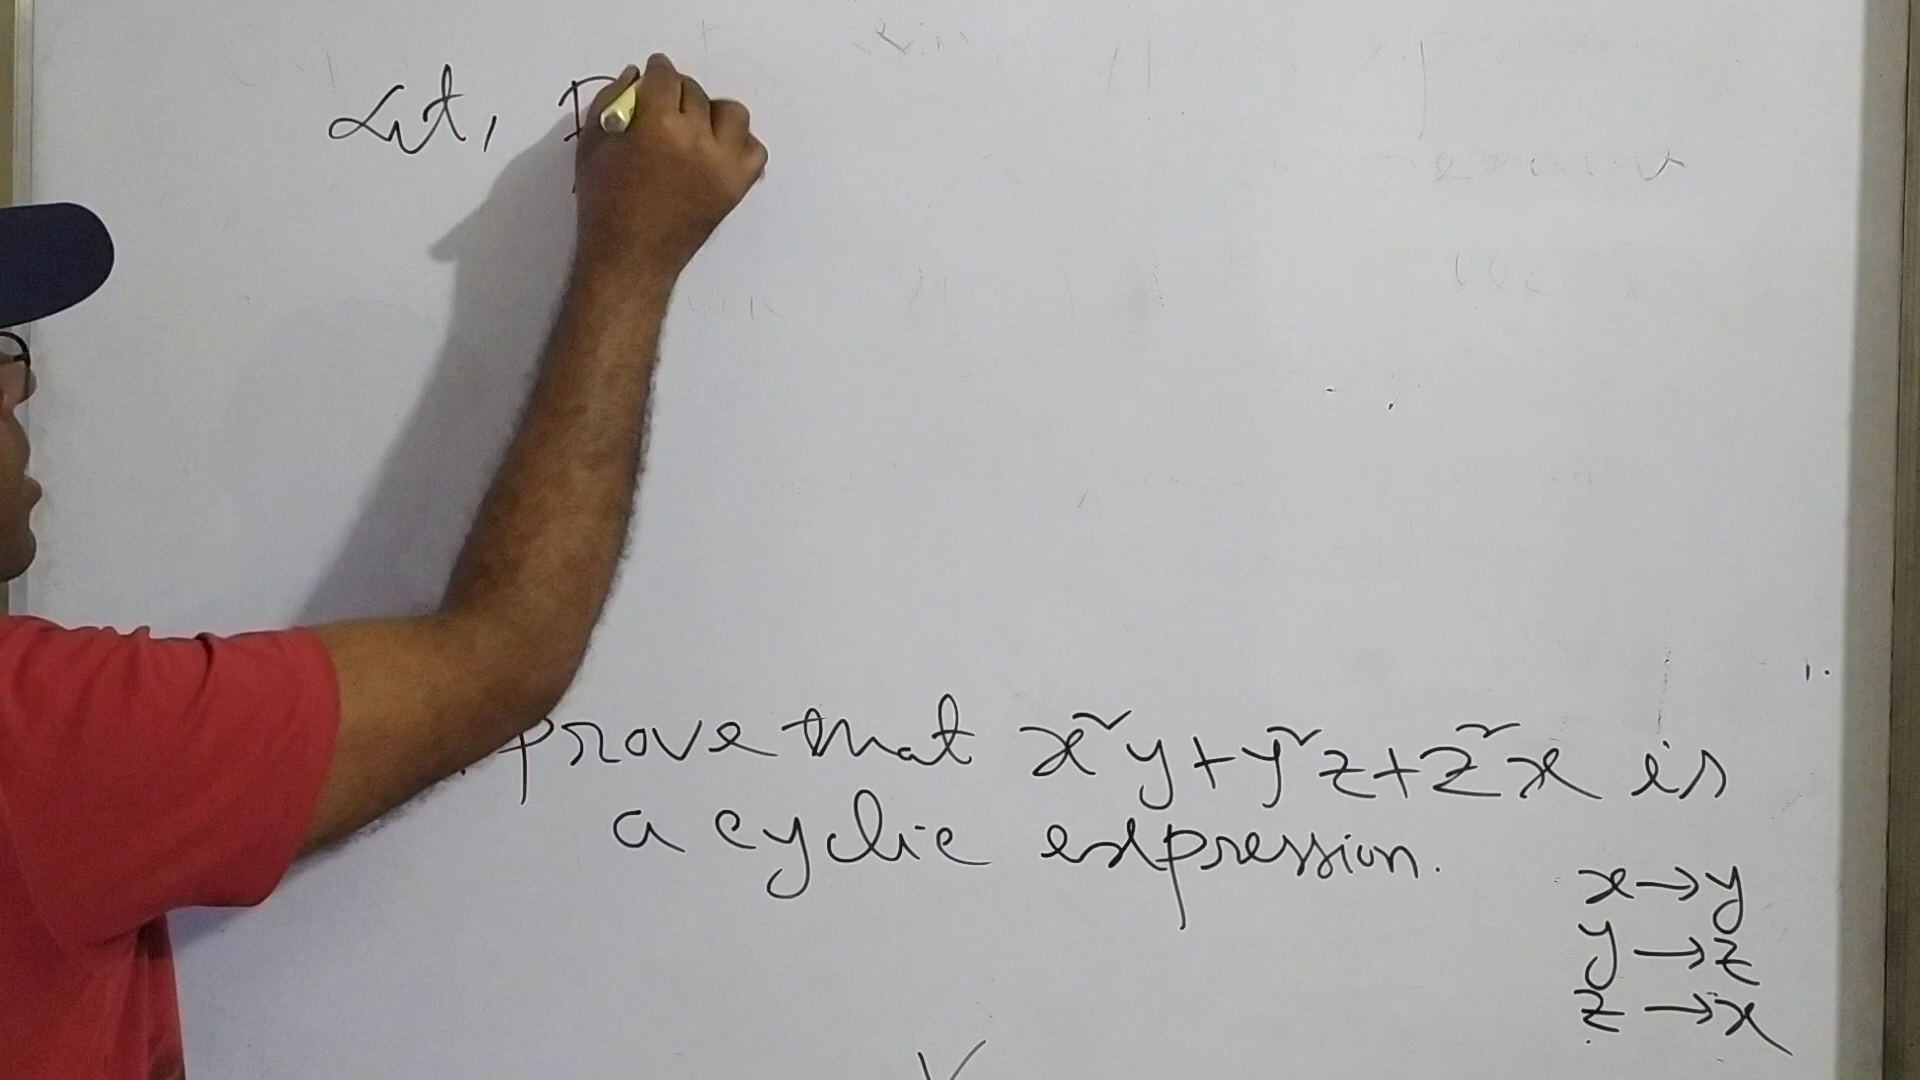 Let,
prove that x²y+y²z+z²x is
a cyclic expression.
x→y
y→z
z→x